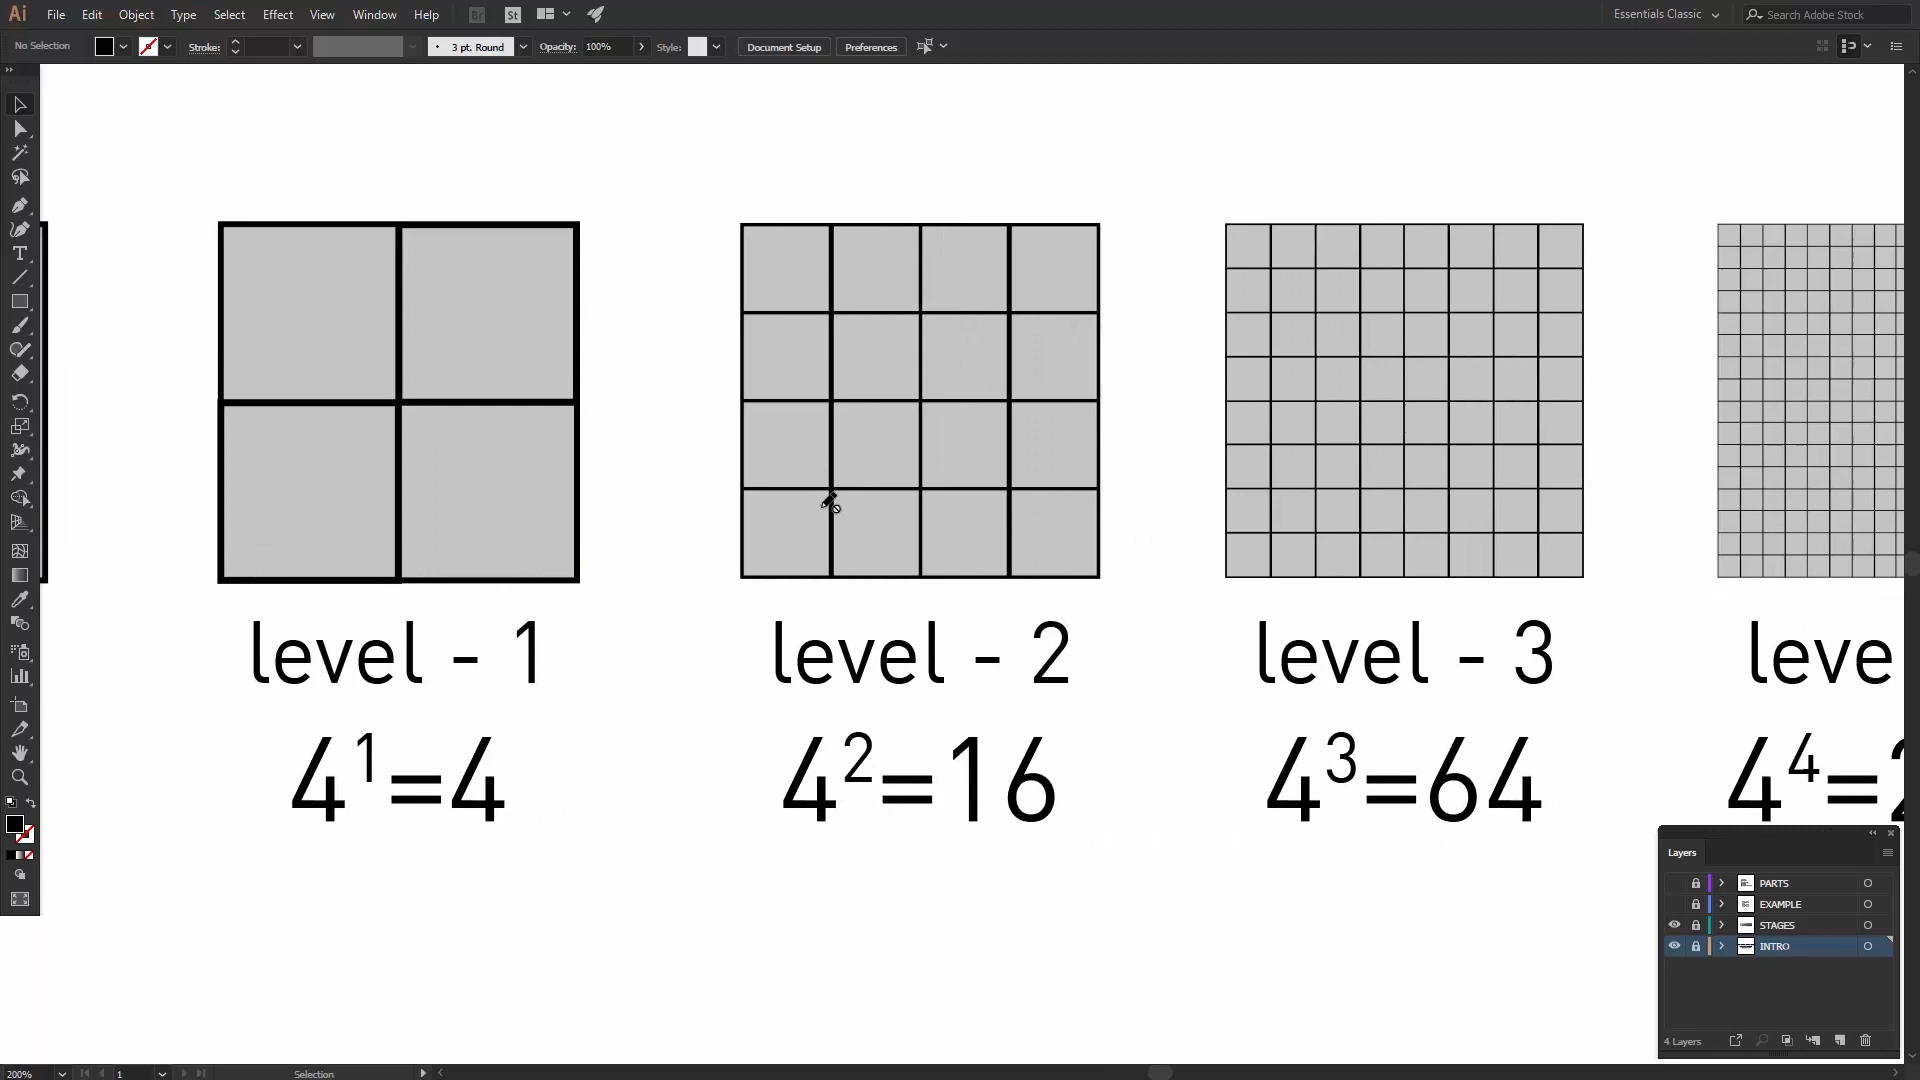 Ai File Edit Object Type Select Effect View Window Help Br St Essentials Classic Search Adobe Stock
No Selection Stroke: 3 pt. Round Opacity: 100% Style: Document Setup Preferences
level - 1 level - 2 level - 3 leve
4¹=4 4²=16 4³=64 4⁴=2
Layers
PARTS
EXAMPLE
STAGES
INTRO
4 Layers
200% 1 Selection